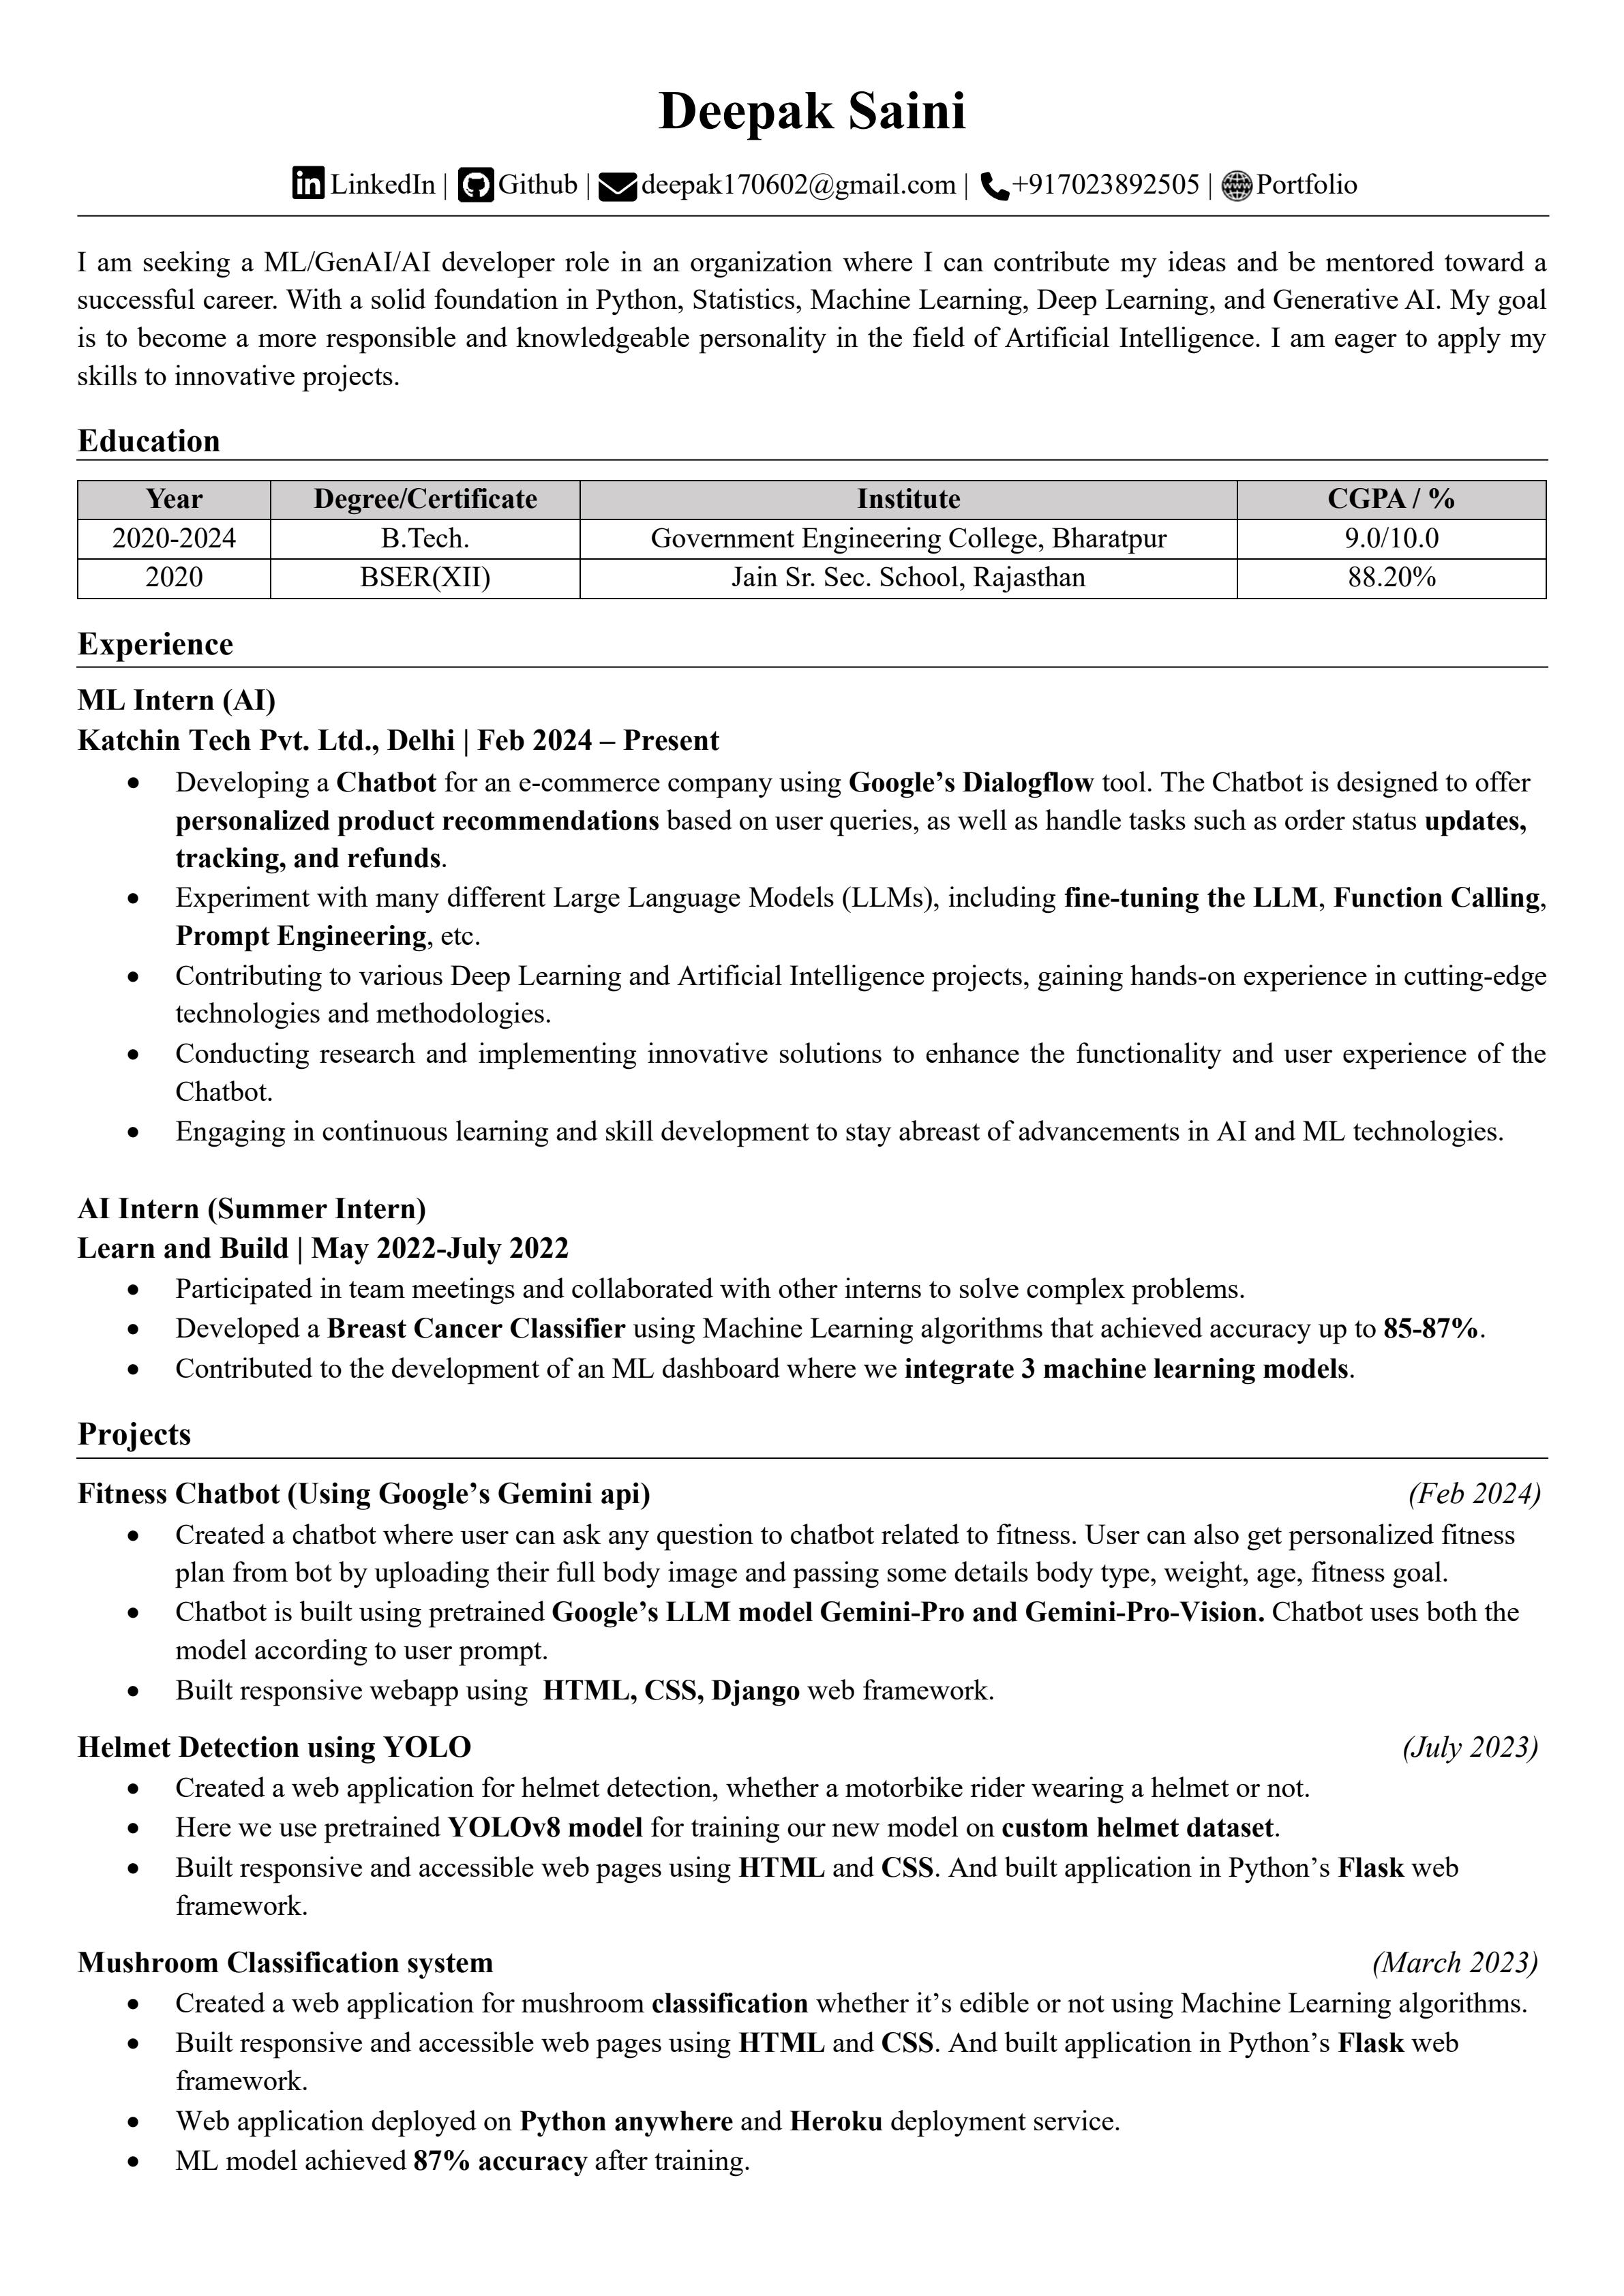 Deepak Saini
LinkedIn | Github | deepak170602@gmail.com | +917023892505 | Portfolio
I am seeking a ML/GenAI/AI developer role in an organization where I can contribute my ideas and be mentored toward a
successful career. With a solid foundation in Python, Statistics, Machine Learning, Deep Learning, and Generative AI. My goal
is to become a more responsible and knowledgeable personality in the field of Artificial Intelligence. I am eager to apply my
skills to innovative projects.
Education
Year Degree/Certificate Institute CGPA / %
2020-2024 B.Tech. Government Engineering College, Bharatpur 9.0/10.0
2020 BSER(XII) Jain Sr. Sec. School, Rajasthan 88.20%
Experience
ML Intern (AI)
Katchin Tech Pvt. Ltd., Delhi | Feb 2024 – Present
• Developing a Chatbot for an e-commerce company using Google’s Dialogflow tool. The Chatbot is designed to offer
personalized product recommendations based on user queries, as well as handle tasks such as order status updates,
tracking, and refunds.
• Experiment with many different Large Language Models (LLMs), including fine-tuning the LLM, Function Calling,
Prompt Engineering, etc.
• Contributing to various Deep Learning and Artificial Intelligence projects, gaining hands-on experience in cutting-edge
technologies and methodologies.
• Conducting research and implementing innovative solutions to enhance the functionality and user experience of the
Chatbot.
• Engaging in continuous learning and skill development to stay abreast of advancements in AI and ML technologies.
AI Intern (Summer Intern)
Learn and Build | May 2022-July 2022
• Participated in team meetings and collaborated with other interns to solve complex problems.
• Developed a Breast Cancer Classifier using Machine Learning algorithms that achieved accuracy up to 85-87%.
• Contributed to the development of an ML dashboard where we integrate 3 machine learning models.
Projects
Fitness Chatbot (Using Google’s Gemini api) (Feb 2024)
• Created a chatbot where user can ask any question to chatbot related to fitness. User can also get personalized fitness
plan from bot by uploading their full body image and passing some details body type, weight, age, fitness goal.
• Chatbot is built using pretrained Google’s LLM model Gemini-Pro and Gemini-Pro-Vision. Chatbot uses both the
model according to user prompt.
• Built responsive webapp using  HTML, CSS, Django web framework.
Helmet Detection using YOLO (July 2023)
• Created a web application for helmet detection, whether a motorbike rider wearing a helmet or not.
• Here we use pretrained YOLOv8 model for training our new model on custom helmet dataset.
• Built responsive and accessible web pages using HTML and CSS. And built application in Python’s Flask web
framework.
Mushroom Classification system (March 2023)
• Created a web application for mushroom classification whether it’s edible or not using Machine Learning algorithms.
• Built responsive and accessible web pages using HTML and CSS. And built application in Python’s Flask web
framework.
• Web application deployed on Python anywhere and Heroku deployment service.
• ML model achieved 87% accuracy after training.